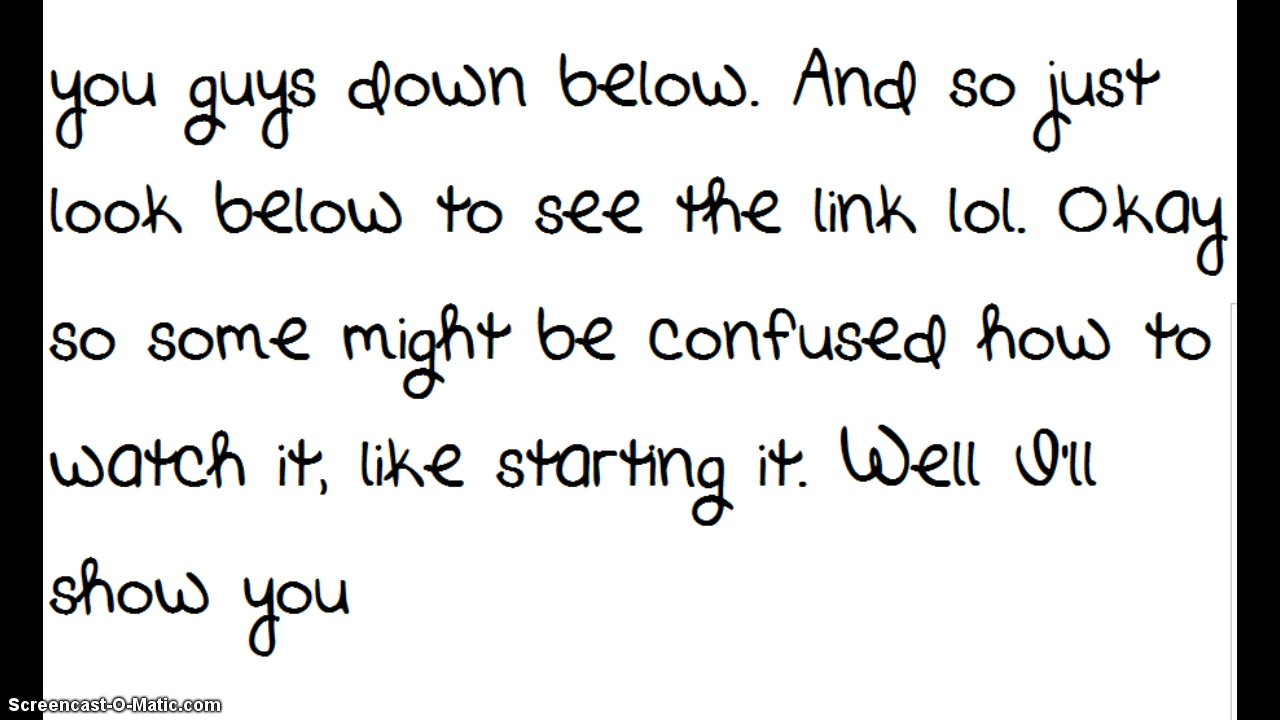 you guys down below. And so just
look below to see the link lol. Okay
so some might be confused how to
watch it, like starting it. Well I'll
show you
Screencast-O-Matic.com